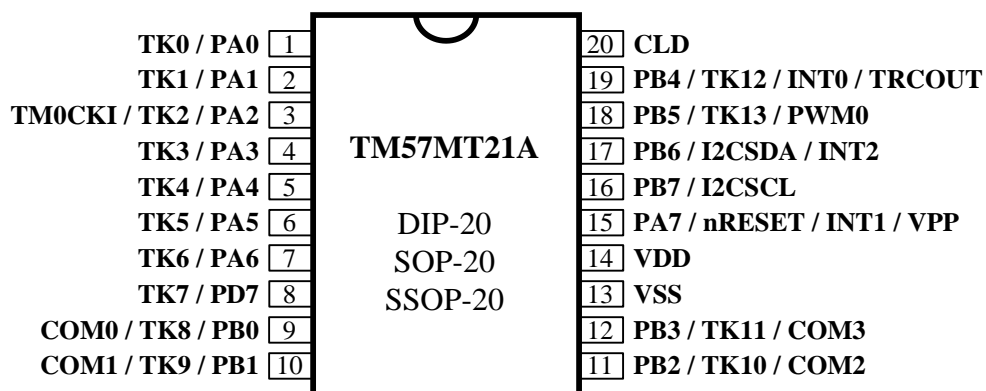 TK0 / PA0 1 20 CLD
TK1 / PA1 2 19 PB4 / TK12 / INT0 / TRCOUT
TM0CKI / TK2 / PA2 3 18 PB5 / TK13 / PWM0
TK3 / PA3 4 TM57MT21A 17 PB6 / I2CSDA / INT2
TK4 / PA4 5 16 PB7 / I2CSCL
TK5 / PA5 6 DIP-20 15 PA7 / nRESET / INT1 / VPP
TK6 / PA6 7 SOP-20 14 VDD
TK7 / PD7 8 SSOP-20 13 VSS
COM0 / TK8 / PB0 9 12 PB3 / TK11 / COM3
COM1 / TK9 / PB1 10 11 PB2 / TK10 / COM2